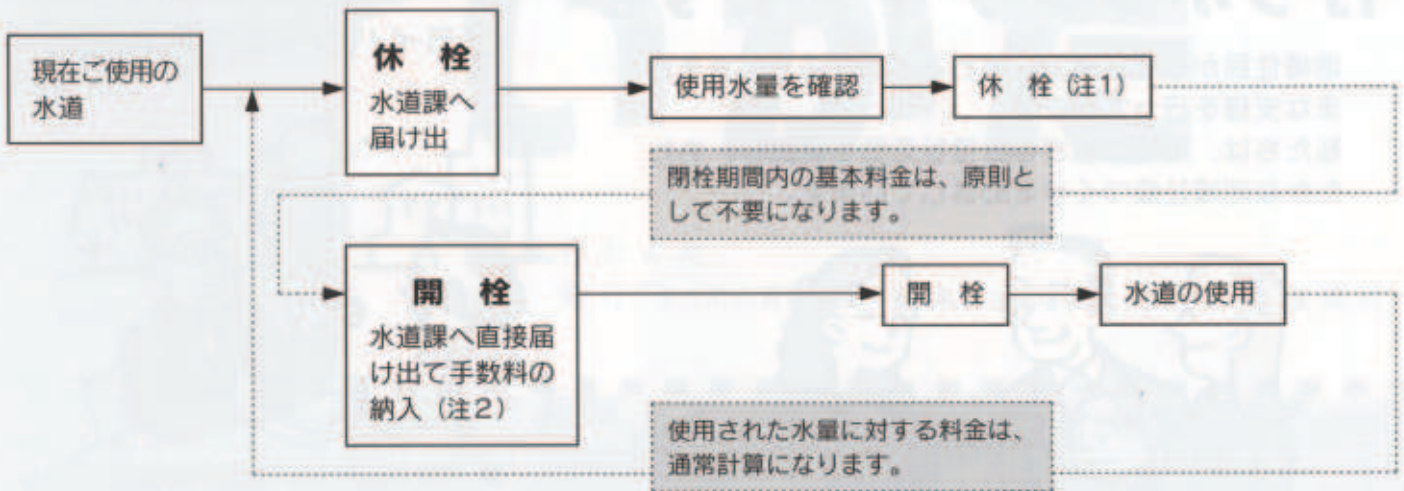 現在ご使用の
水道
休　栓
水道課へ
届け出
使用水量を確認
休　栓（注1）
閉栓期間内の基本料金は、原則と
して不要になります。
開　栓
水道課へ直接届
け出て手数料の
納入（注2）
開　栓
水道の使用
使用された水量に対する料金は、
通常計算になります。